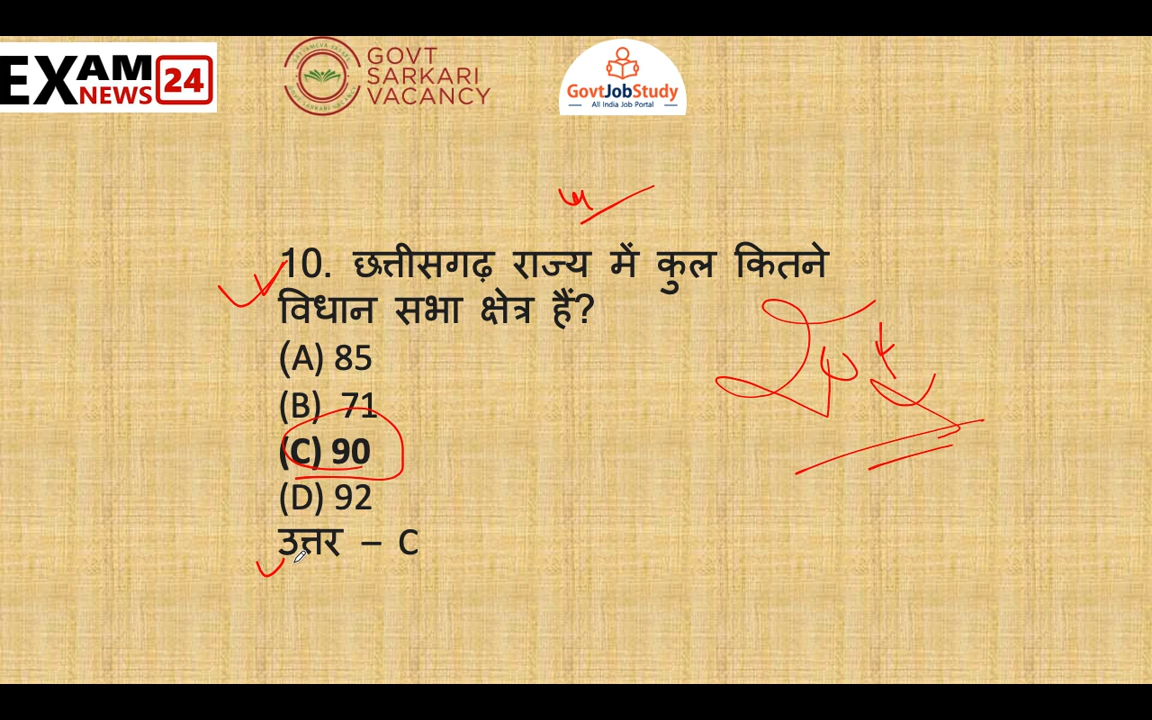 EXAM
NEWS 24
GOVT
SARKARI
VACANCY
GovtJobStudy
All India Job Portal
10. छत्तीसगढ़ राज्य में कुल कितने
विधान सभा क्षेत्र हैं?
(A) 85
(B) 71
(C) 90
(D) 92
उत्तर – C